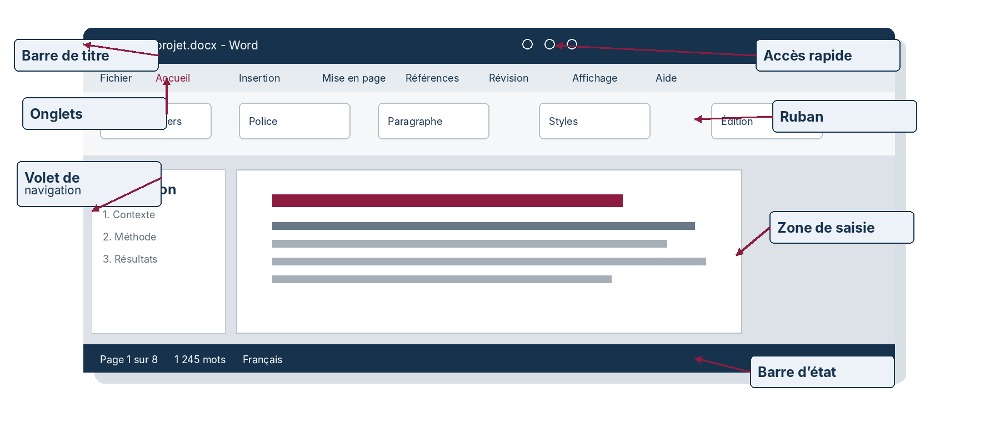 Barre de titre
projet.docx - Word
Accès rapide
Fichier Accueil Insertion Mise en page Références Révision Affichage Aide
Onglets
ers
Police
Paragraphe
Styles
Édition
Ruban
Volet de
navigation
on
1. Contexte
2. Méthode
3. Résultats
Zone de saisie
Page 1 sur 8 1 245 mots Français
Barre d’état